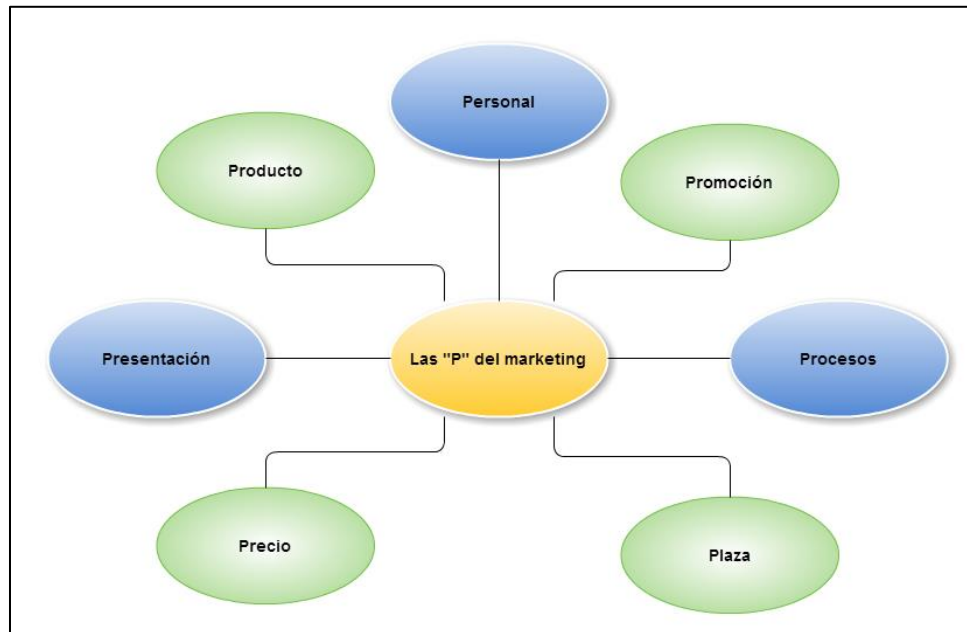 Personal
Producto
Promoción
Presentación
Las "P" del marketing
Procesos
Precio
Plaza